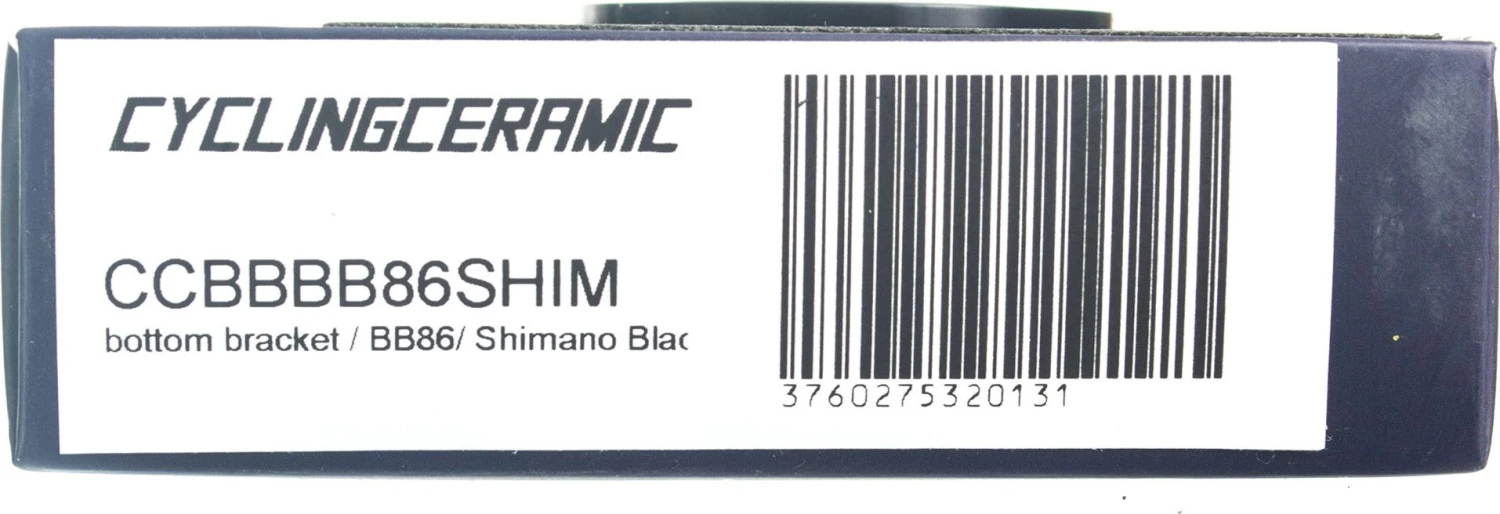 CYCLINGCERAMIC
CCBBBB86SHIM
bottom bracket / BB86/ Shimano Blac
3760275320131